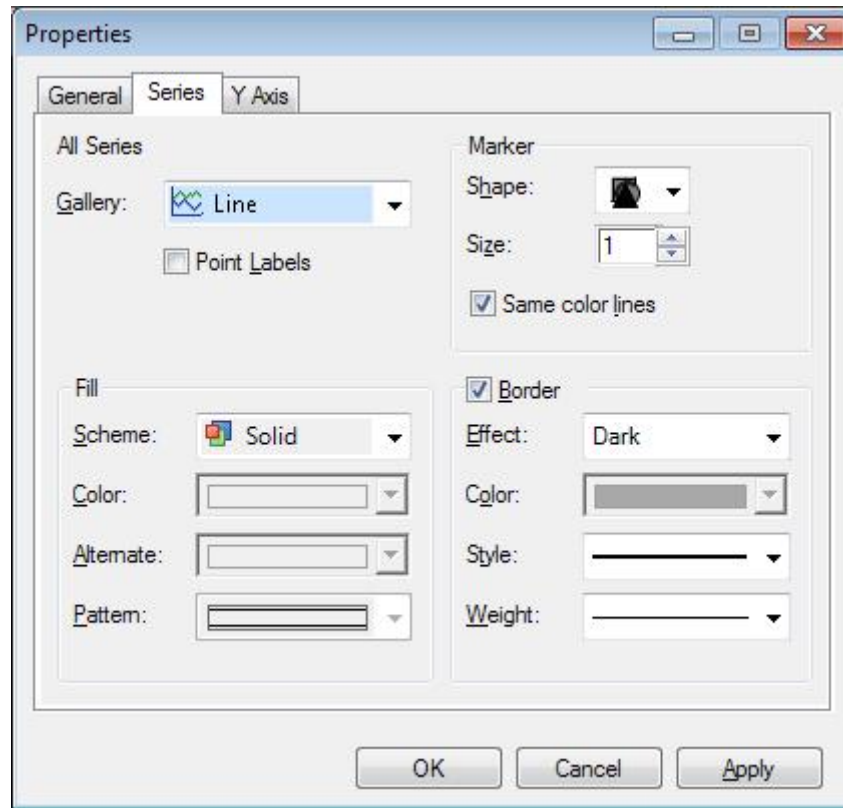 Properties
General Series Y Axis
All Series
Gallery: Line
Point Labels
Marker
Shape:
Size: 1
Same color lines
Fill
Scheme: Solid
Color:
Alternate:
Pattern:
Border
Effect: Dark
Color:
Style:
Weight:
OK Cancel Apply